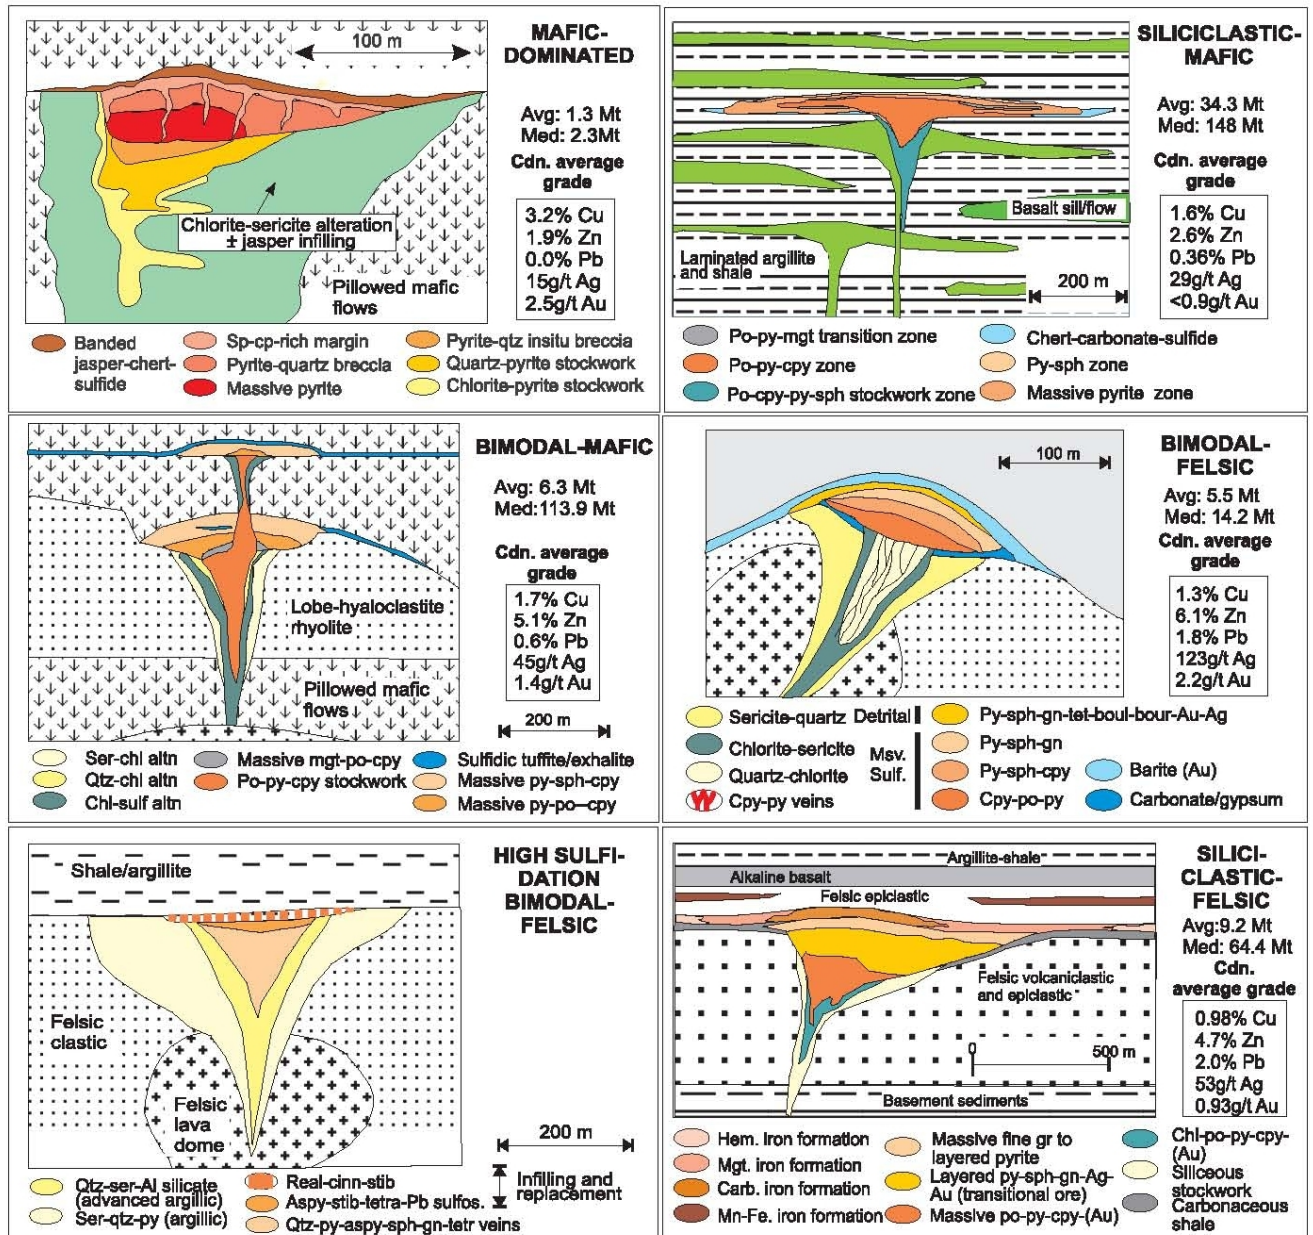 100 m
MAFIC-
DOMINATED
Avg: 1.3 Mt
Med: 2.3Mt
Cdn. average
grade
3.2% Cu
1.9% Zn
0.0% Pb
15g/t Ag
2.5g/t Au
Chlorite-sericite alteration
± jasper infilling
Pillowed mafic
flows
Banded
jasper-chert-
sulfide
Sp-cp-rich margin
Pyrite-quartz breccia
Massive pyrite
Pyrite-qtz insitu breccia
Quartz-pyrite stockwork
Chlorite-pyrite stockwork
SILICICLASTIC-
MAFIC
Avg: 34.3 Mt
Med: 148 Mt
Cdn. average
grade
1.6% Cu
2.6% Zn
0.36% Pb
29g/t Ag
<0.9g/t Au
Basalt sill/flow
Laminated argillite
and shale
200 m
Po-py-mgt transition zone
Po-py-cpy zone
Po-cpy-py-sph stockwork zone
Chert-carbonate-sulfide
Py-sph zone
Massive pyrite zone
BIMODAL-MAFIC
Avg: 6.3 Mt
Med:113.9 Mt
Cdn. average
grade
1.7% Cu
5.1% Zn
0.6% Pb
45g/t Ag
1.4g/t Au
Lobe-hyaloclastite
rhyolite
Pillowed mafic
flows
200 m
Ser-chl altn
Qtz-chl altn
Chl-sulf altn
Massive mgt-po-cpy
Po-py-cpy stockwork
Sulfidic tuffite/exhalite
Massive py-sph-cpy
Massive py-po-cpy
100 m
BIMODAL-
FELSIC
Avg: 5.5 Mt
Med: 14.2 Mt
Cdn. average
grade
1.3% Cu
6.1% Zn
1.8% Pb
123g/t Ag
2.2g/t Au
Sericite-quartz
Chlorite-sericite
Quartz-chlorite
Cpy-py veins
Detrital
Msv.
Sulf.
Py-sph-gn-tet-boul-bour-Au-Ag
Py-sph-gn
Py-sph-cpy
Cpy-po-py
Barite (Au)
Carbonate/gypsum
Shale/argillite
HIGH SULFI-
DATION
BIMODAL-
FELSIC
Felsic
clastic
Felsic
lava
dome
200 m
Infilling and
replacement
Qtz-ser-Al silicate
(advanced argillic)
Ser-qtz-py (argillic)
Real-cinn-stib
Aspy-stib-tetra-Pb sulfos.
Qtz-py-aspy-sph-gn-tetr veins
Argillite-shale
Alkaline basalt
Felsic epiclastic
SILICI-
CLASTIC-
FELSIC
Avg:9.2 Mt
Med: 64.4 Mt
Cdn.
average grade
0.98% Cu
4.7% Zn
2.0% Pb
53g/t Ag
0.93g/t Au
Felsic volcaniclastic
and epiclastic
0
500 m
Basement sediments
Hem. iron formation
Mgt. iron formation
Carb. iron formation
Mn-Fe. iron formation
Massive fine gr to
layered pyrite
Layered py-sph-gn-Ag-
Au (transitional ore)
Massive po-py-cpy-(Au)
Chl-po-py-cpy-
(Au)
Siliceous
stockwork
Carbonaceous
shale